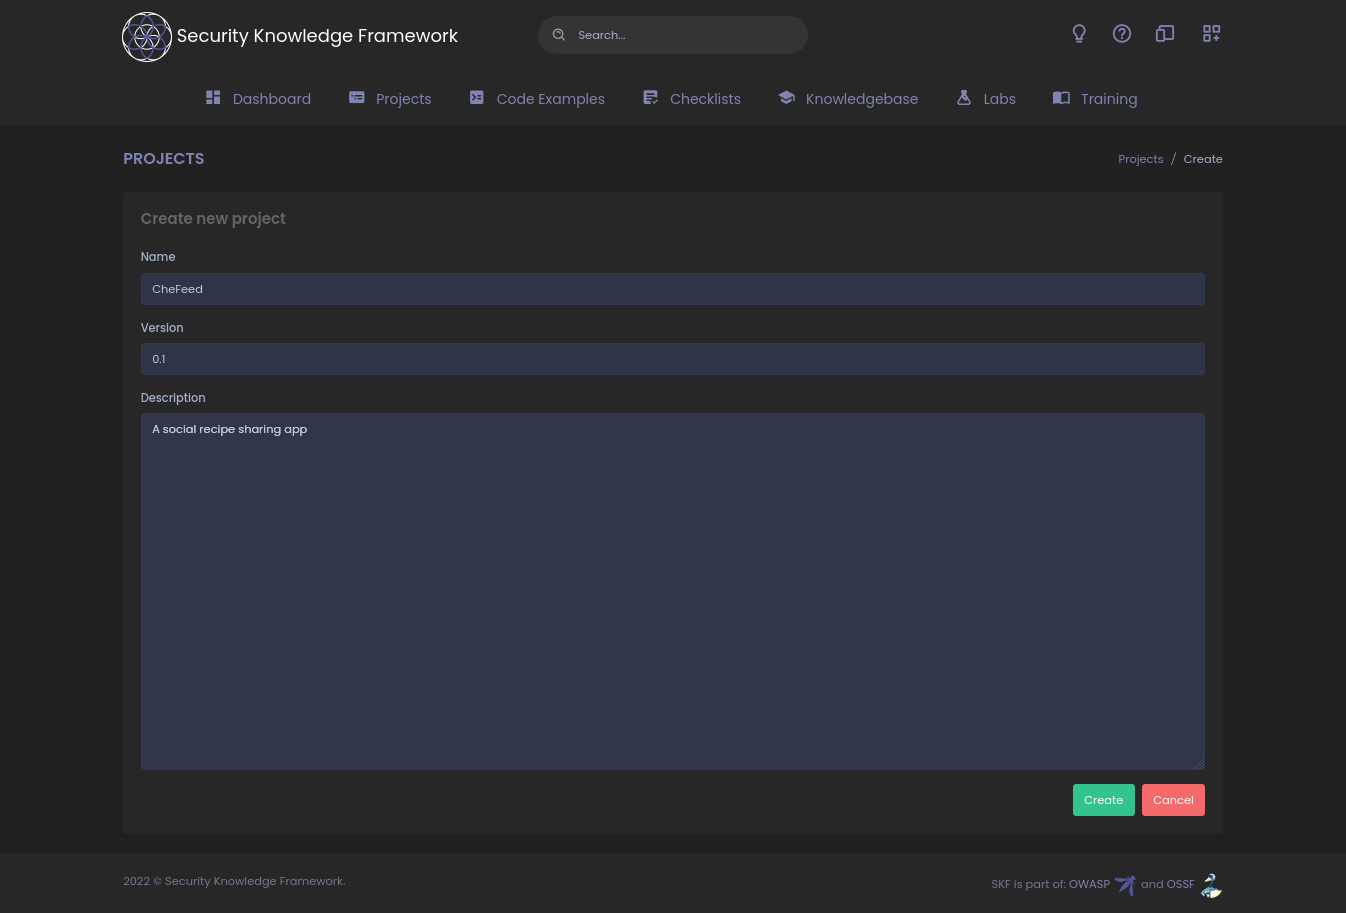 Security Knowledge Framework
Search...
Dashboard Projects Code Examples Checklists Knowledgebase Labs Training
PROJECTS
Projects / Create
Create new project
Name
CheFeed
Version
0.1
Description
A social recipe sharing app
Create Cancel
2022 © Security Knowledge Framework.
SKF is part of: OWASP and OSSF